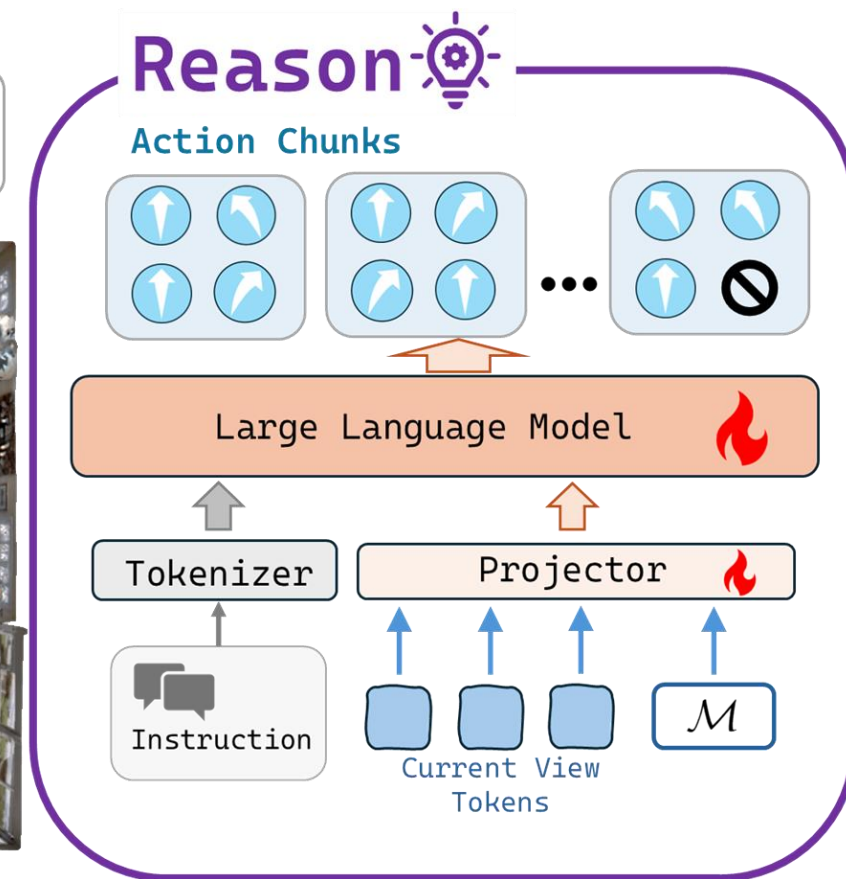 Reason
Action Chunks
...
Large Language Model
Tokenizer
Projector
Instruction
ℳ
Current View
Tokens